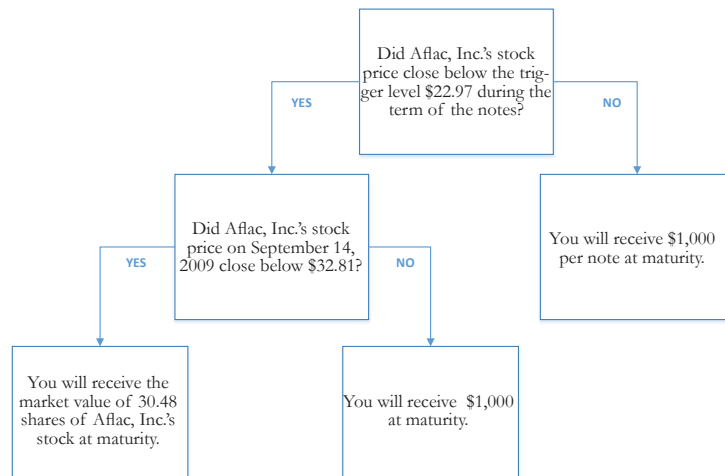 Did Aflac, Inc.'s stock
price close below the trig-
ger level $22.97 during the
term of the notes?
YES
NO
Did Aflac, Inc.'s stock
price on September 14,
2009 close below $32.81?
You will receive $1,000
per note at maturity.
YES
NO
You will receive the
market value of 30.48
shares of Aflac, Inc.'s
stock at maturity.
You will receive $1,000
at maturity.